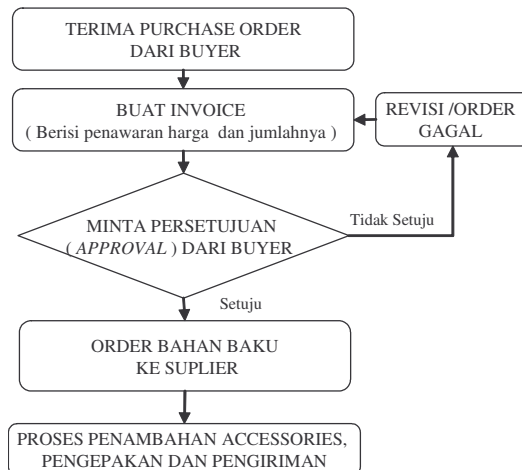 TERIMA PURCHASE ORDER
DARI BUYER
BUAT INVOICE
( Berisi penawaran harga dan jumlahnya )
REVISI /ORDER
GAGAL
MINTA PERSETUJUAN
( APPROVAL ) DARI BUYER
Tidak Setuju
Setuju
ORDER BAHAN BAKU
KE SUPLIER
PROSES PENAMBAHAN ACCESSORIES,
PENGEPAKAN DAN PENGIRIMAN